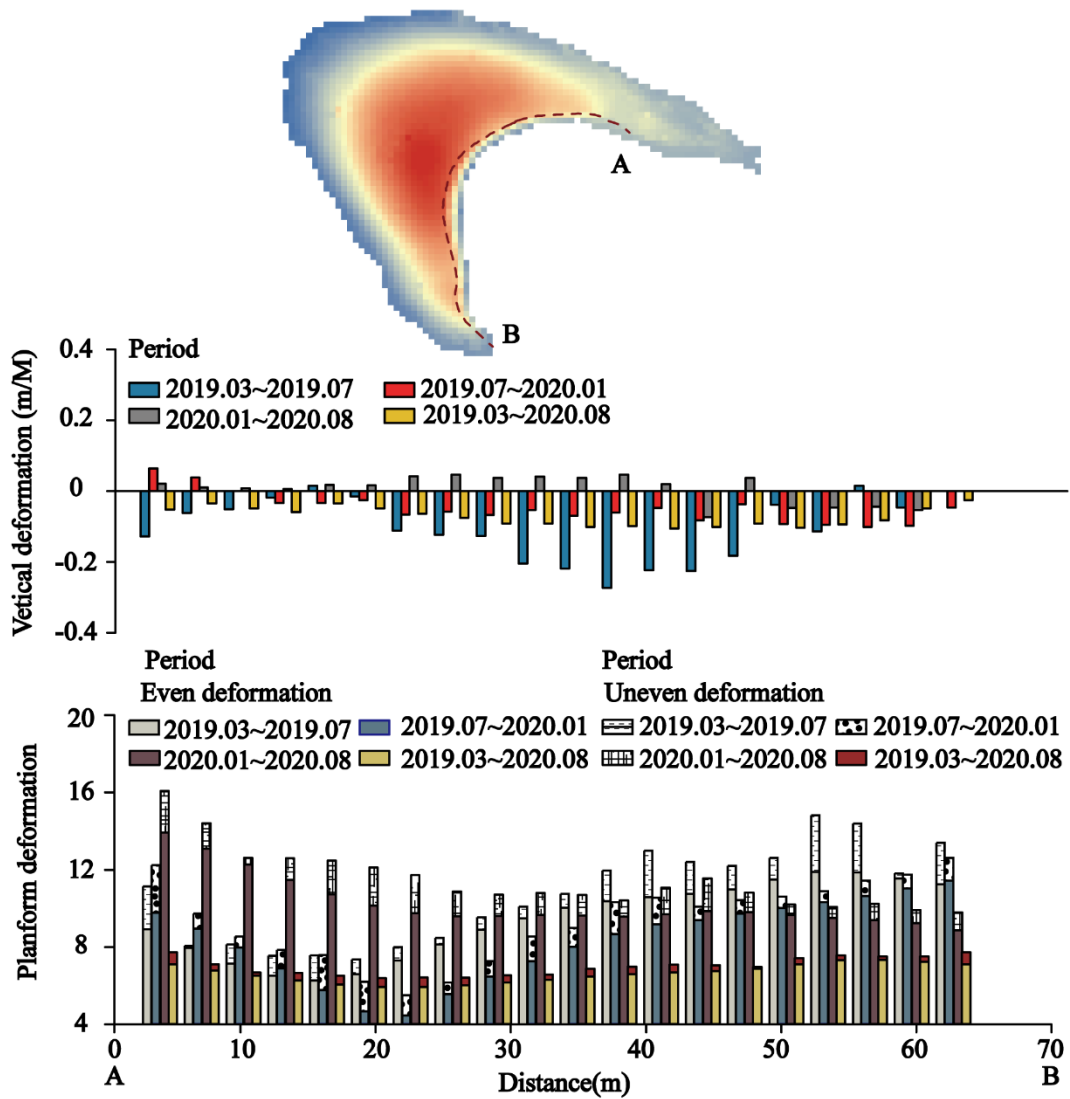 A
B
Period
2019.03~2019.07 2019.07~2020.01
2020.01~2020.08 2019.03~2020.08
Vetical deformation (m/M)
0.4
0.2
0
-0.2
-0.4
Period Period
Even deformation Uneven deformation
2019.03~2019.07 2019.07~2020.01 2019.03~2019.07 2019.07~2020.01
2020.01~2020.08 2019.03~2020.08 2020.01~2020.08 2019.03~2020.08
Planform deformation
20
16
12
8
4
0 10 20 30 40 50 60 70
A B
Distance(m)